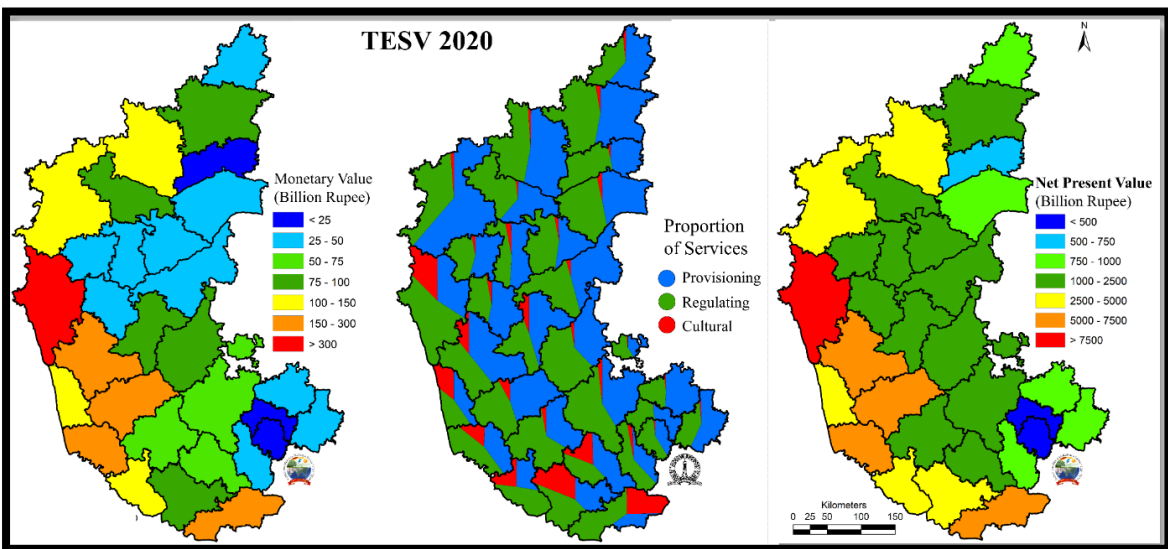 TESV 2020
N
Monetary Value
(Billion Rupee)
< 25
25 - 50
50 - 75
75 - 100
100 - 150
150 - 300
> 300
Proportion
of Services
Provisioning
Regulating
Cultural
Net Present Value
(Billion Rupee)
< 500
500 - 750
750 - 1000
1000 - 2500
2500 - 5000
5000 - 7500
> 7500
Kilometers
0 25 50 100 150